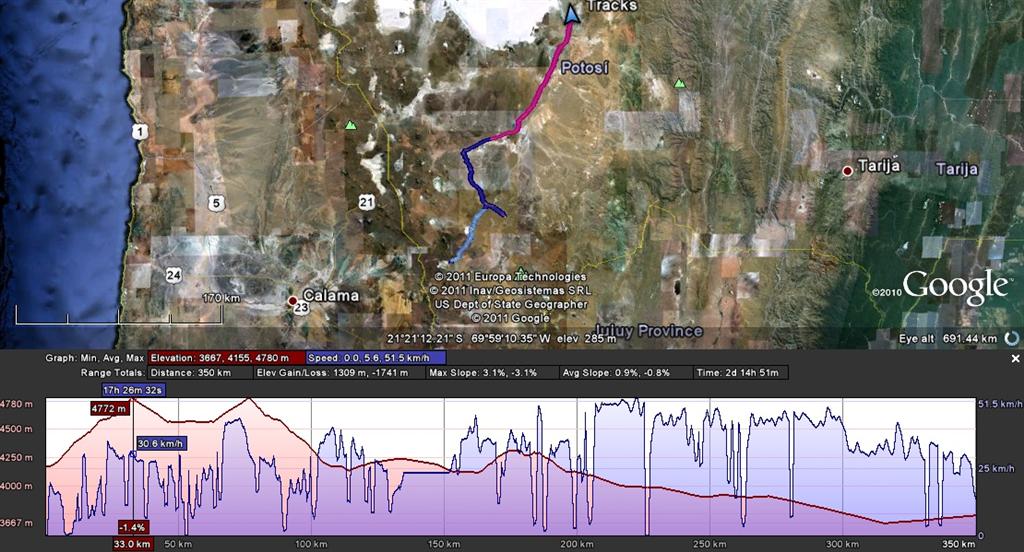 Tracks
Potosí
1
Tarija
Tarija
5
21
24
170 km
Calama
23
© 2011 Europa Technologies
© 2011 Inav/Geosistemas SRL
US Dept of State Geographer
© 2011 Google
©2010 Google™
Jujuy Province
21°21'12.21" S 69°59'10.35" W elev 285 m
Eye alt 691.44 km
Graph: Min, Avg, Max Elevation: 3667, 4155, 4780 m Speed: 0.0, 5.6, 51.5 km/h
Range Totals: Distance: 350 km Elev Gain/Loss: 1309 m, -1741 m Max Slope: 3.1%, -3.1% Avg Slope: 0.9%, -0.8% Time: 2d 14h 51m
17h 26m 32s
4780 m 4772 m 51.5 km/h
4500 m
30.6 km/h
4250 m
25 km/h
4000 m
3667 m
-1.4%
0
33.0 km 50 km 100 km 150 km 200 km 250 km 300 km 350 km